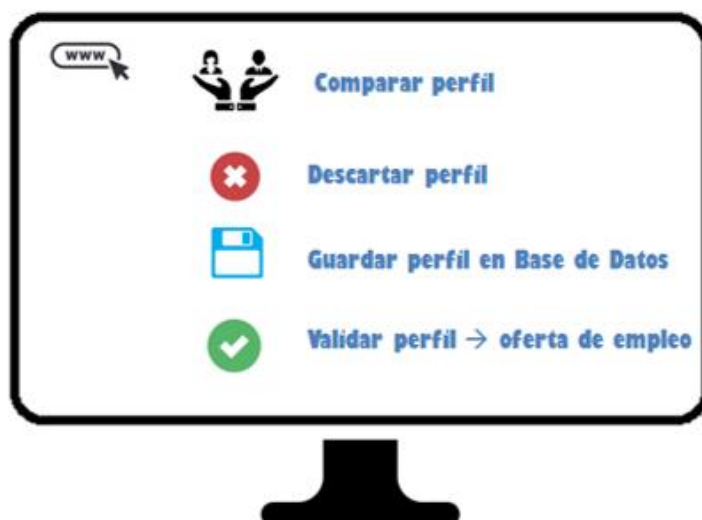 www
Comparar perfil
Descartar perfil
Guardar perfil en Base de Datos
Validar perfil → oferta de empleo